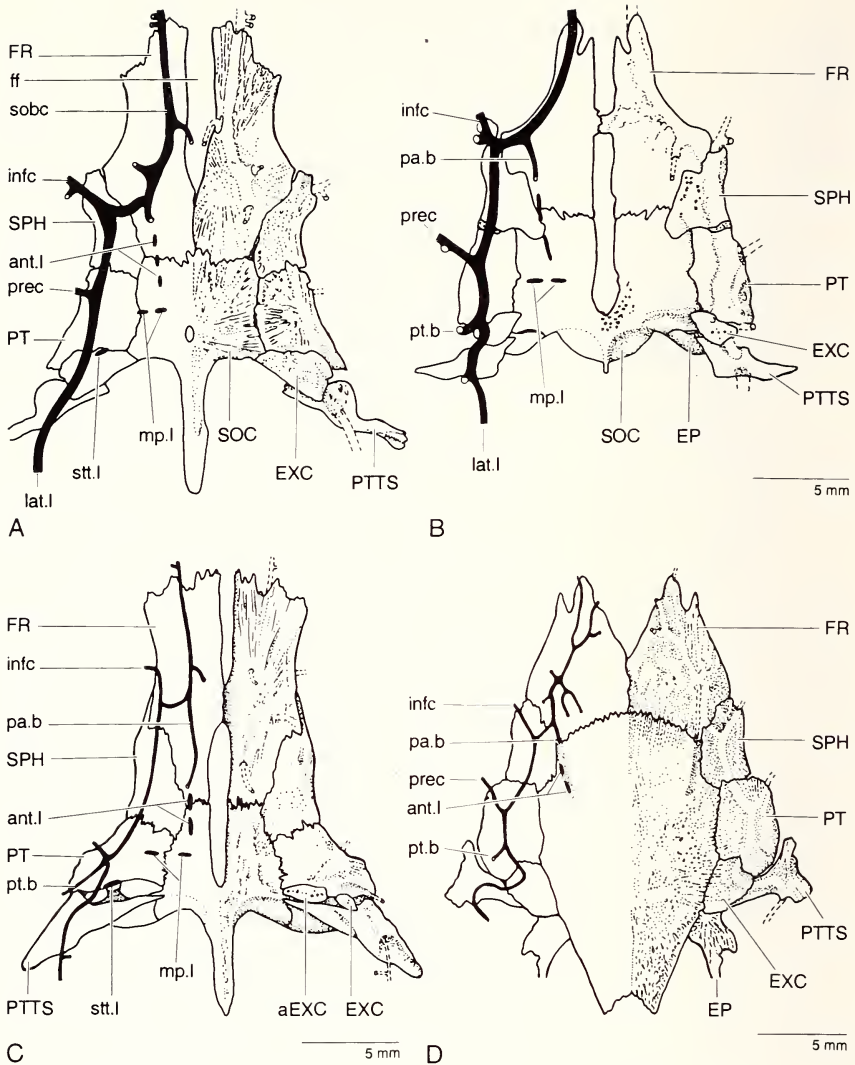 FR
ff
sobc
infc
SPH
ant.l
prec
PT
lat.l
stt.l
mp.l
SOC
EXC
PTTS
A
infc
pa.b
prec
pt.b
lat.l
mp.l
SOC
EP
FR
SPH
PT
EXC
PTTS
5 mm
B
FR
infc
pa.b
SPH
ant.l
PT
pt.b
PTTS
stt.l
mp.l
aEXC
EXC
5 mm
C
infc
pa.b
prec
ant.l
pt.b
FR
SPH
PT
PTTS
EXC
EP
5 mm
D